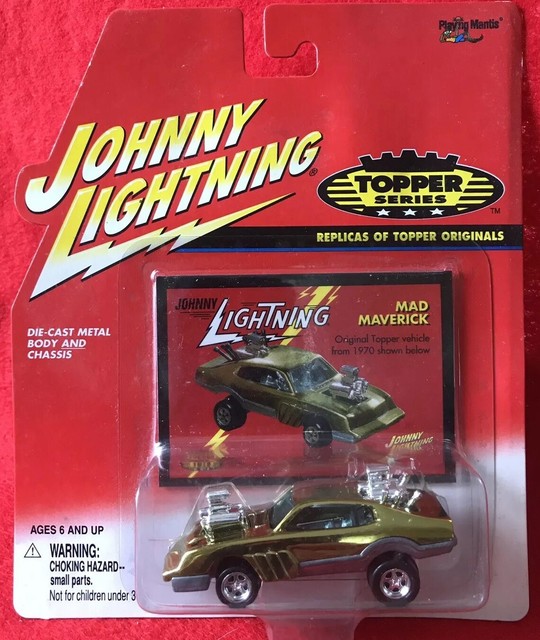 Playing Mantis®
JOHNNY
LIGHTNING®
TOPPER
SERIES
TM
REPLICAS OF TOPPER ORIGINALS
JOHNNY
LIGHTNING
MAD
MAVERICK
Original Topper vehicle
from 1970 shown below
DIE-CAST METAL
BODY AND
CHASSIS
JOHNNY
LIGHTNING
AGES 6 AND UP
WARNING:
CHOKING HAZARD--
small parts.
Not for children under 3